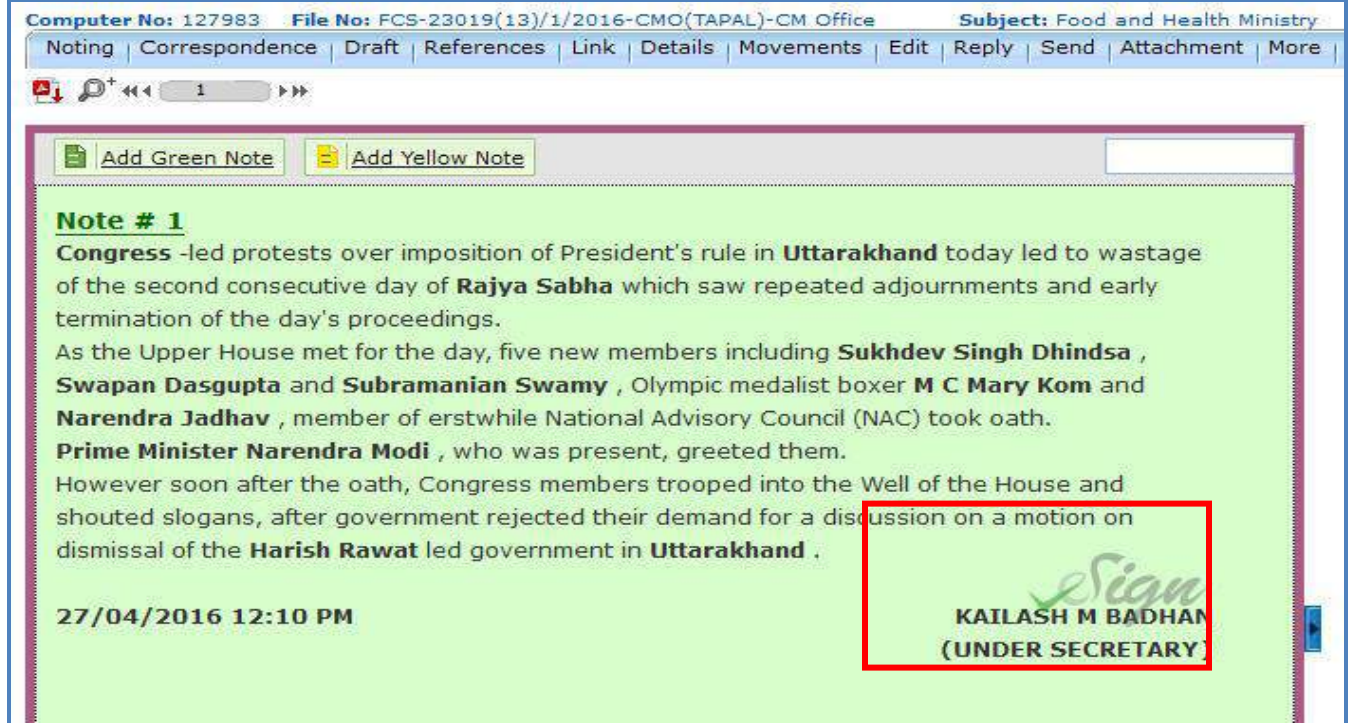 Computer No: 127983 File No: FCS-23019(13)/1/2016-CMO(TAPAL)-CM Office Subject: Food and Health Ministry
Noting | Correspondence | Draft | References | Link | Details | Movements | Edit | Reply | Send | Attachment | More |
1
Add Green Note Add Yellow Note
Note # 1
Congress -led protests over imposition of President's rule in Uttarakhand today led to wastage
of the second consecutive day of Rajya Sabha which saw repeated adjournments and early
termination of the day's proceedings.
As the Upper House met for the day, five new members including Sukhdev Singh Dhindsa ,
Swapan Dasgupta and Subramanian Swamy , Olympic medalist boxer M C Mary Kom and
Narendra Jadhav , member of erstwhile National Advisory Council (NAC) took oath.
Prime Minister Narendra Modi , who was present, greeted them.
However soon after the oath, Congress members trooped into the Well of the House and
shouted slogans, after government rejected their demand for a discussion on a motion on
dismissal of the Harish Rawat led government in Uttarakhand .
eSign
27/04/2016 12:10 PM KAILASH M BADHAN
(UNDER SECRETARY)